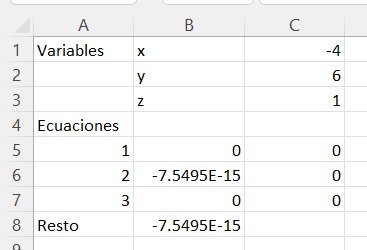 A B C
1 Variables x -4
2 y 6
3 z 1
4 Ecuaciones
5 1 0 0
6 2 -7.5495E-15 0
7 3 0 0
8 Resto -7.5495E-15